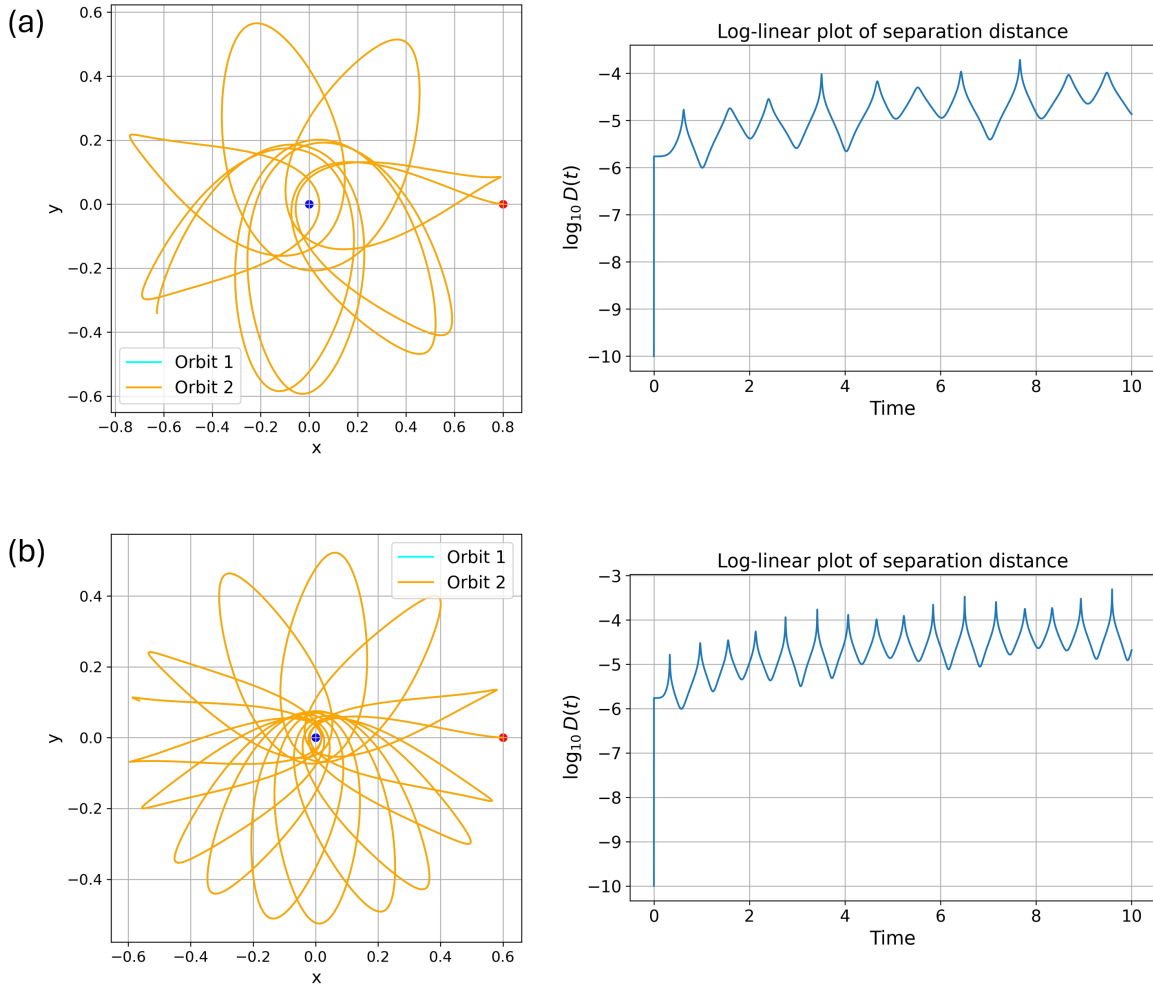 (a)
0.6
0.4
0.2
0.0
−0.2
−0.4
−0.6
y
−0.8 −0.6 −0.4 −0.2 0.0 0.2 0.4 0.6 0.8
x
Orbit 1
Orbit 2
Log-linear plot of separation distance
−4
−5
−6
−7
−8
−9
−10
log₁₀ D(t)
0 2 4 6 8 10
Time
(b)
0.4
0.2
0.0
−0.2
−0.4
y
−0.6 −0.4 −0.2 0.0 0.2 0.4 0.6
x
Orbit 1
Orbit 2
Log-linear plot of separation distance
−3
−4
−5
−6
−7
−8
−9
−10
log₁₀ D(t)
0 2 4 6 8 10
Time